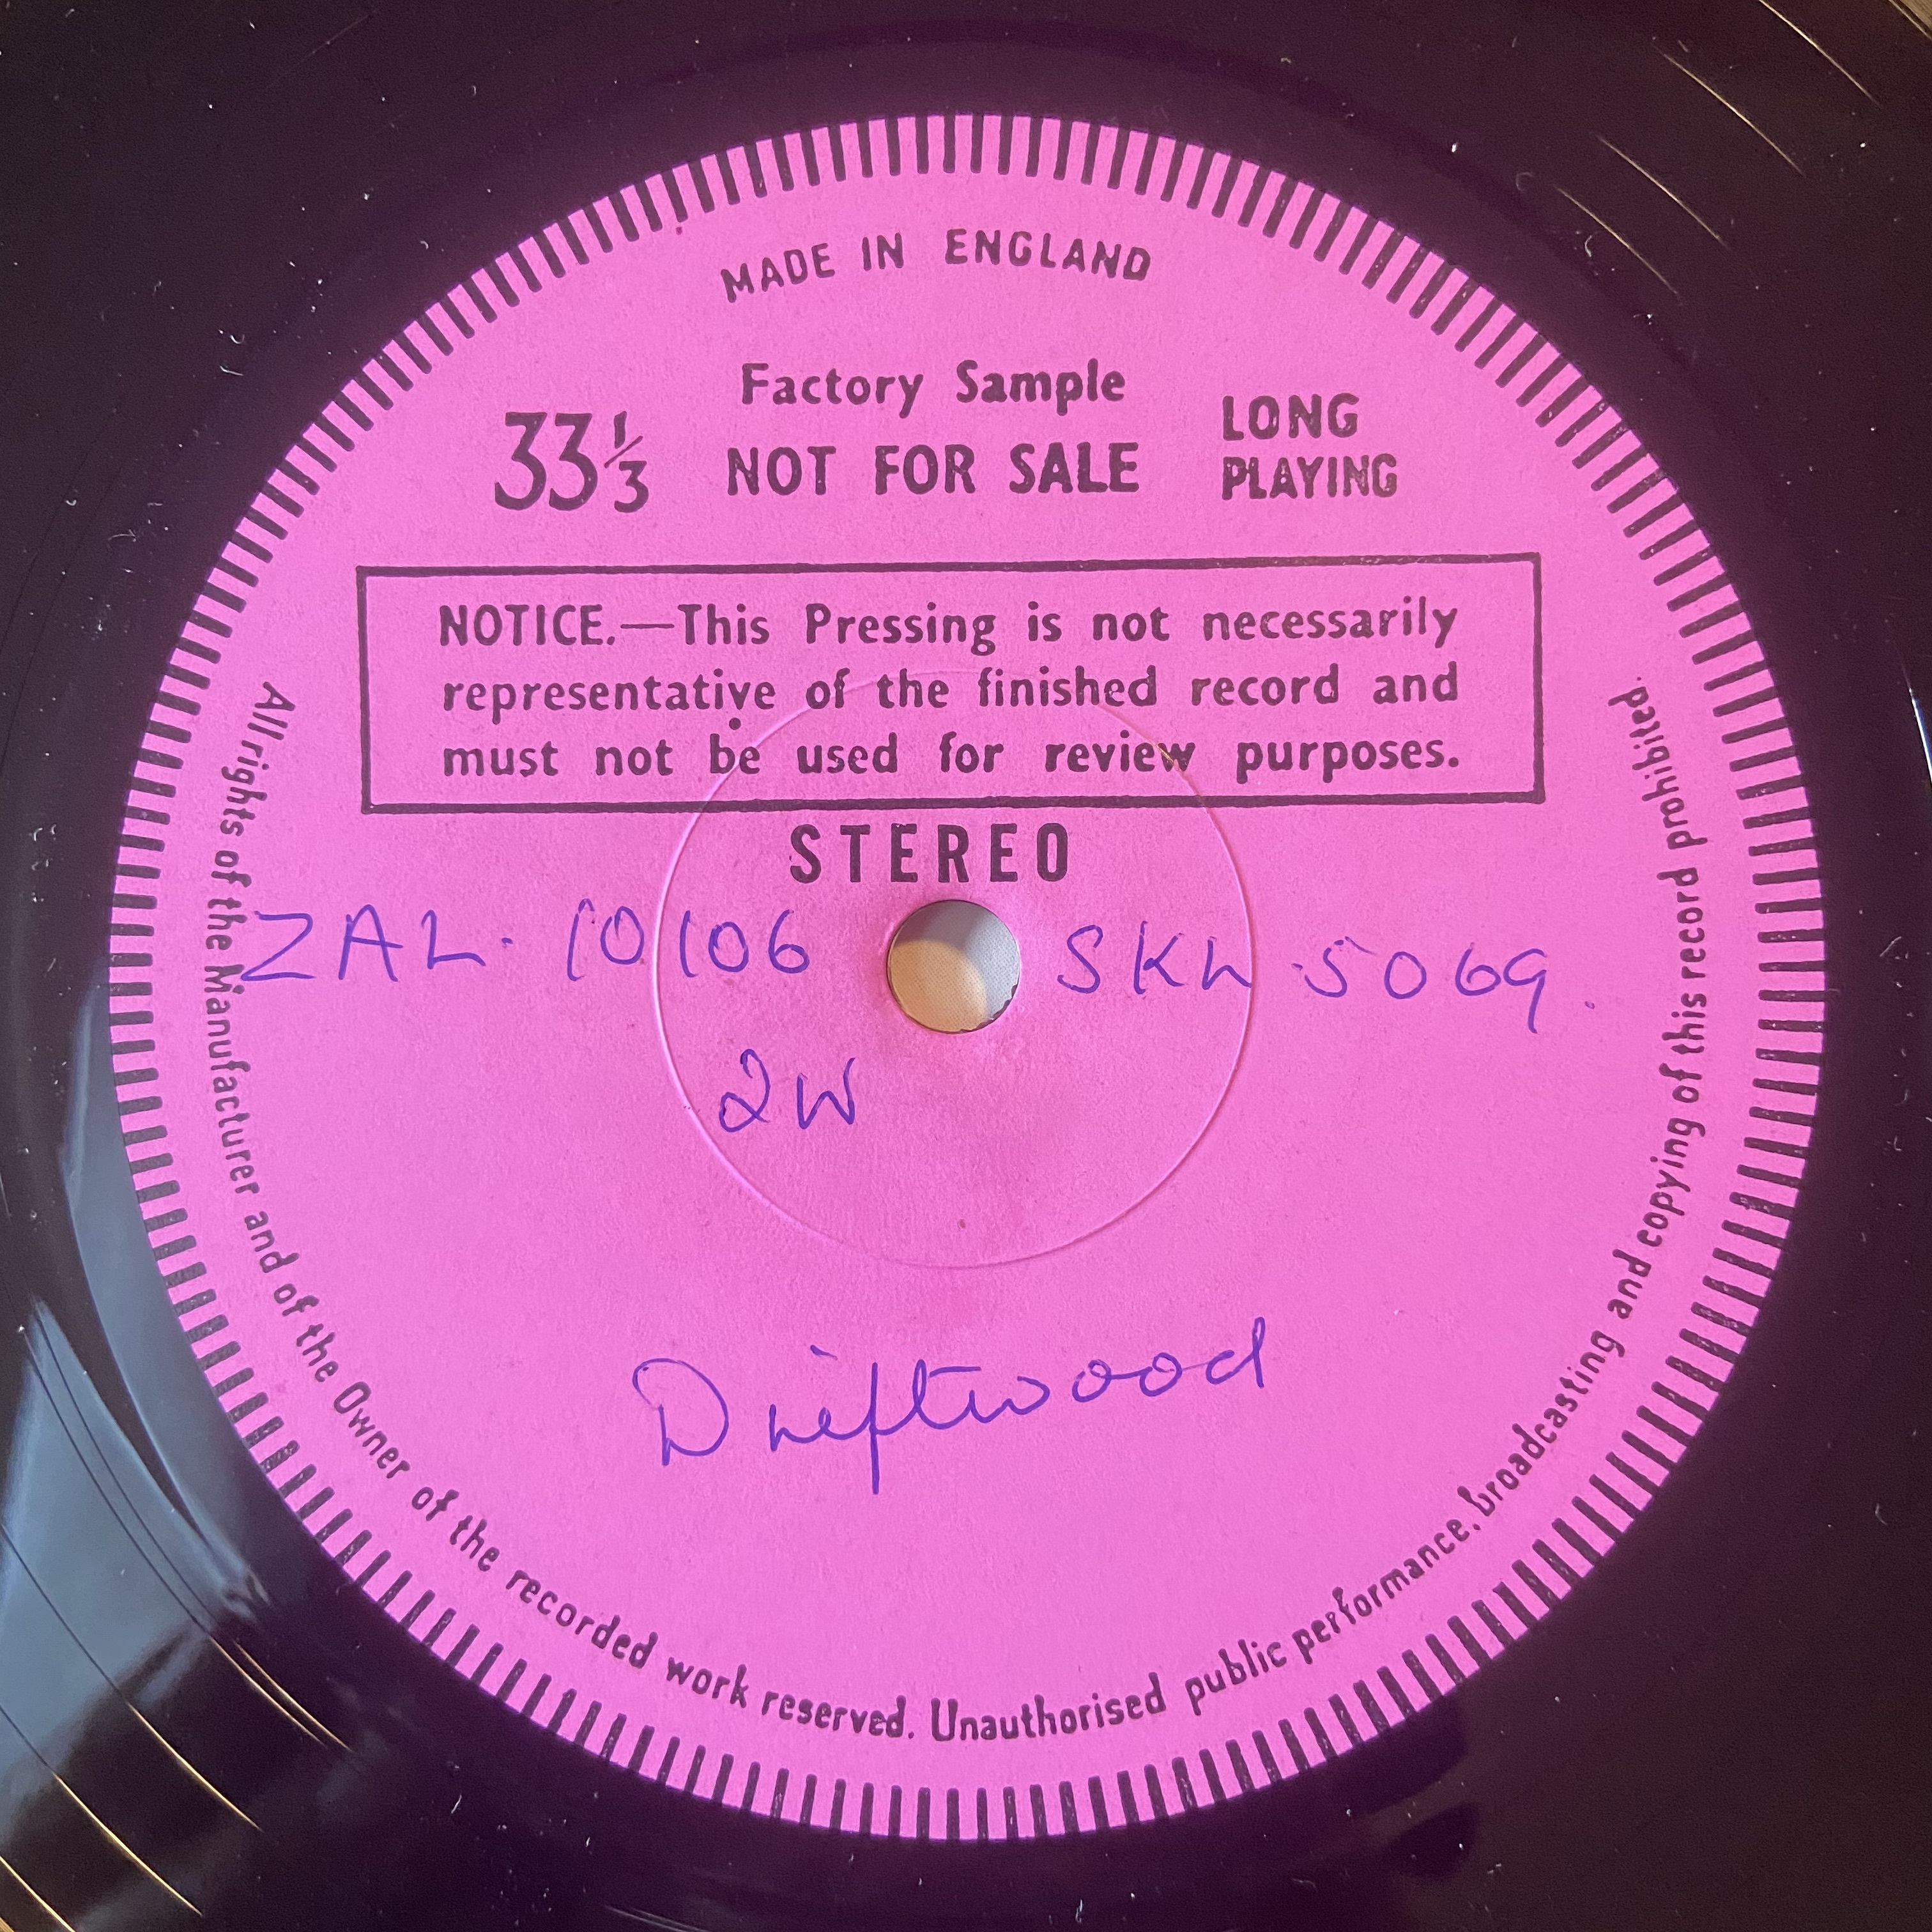 MADE IN ENGLAND
Factory Sample
33⅓ NOT FOR SALE
LONG
PLAYING
NOTICE.—This Pressing is not necessarily
representative of the finished record and
must not be used for review purposes.
STEREO
ZAL. 10106 SKL 5069.
2W
Driftwood
All rights of the Manufacturer and of the Owner of the recorded work reserved. Unauthorised public performance, broadcasting and copying of this record prohibited.